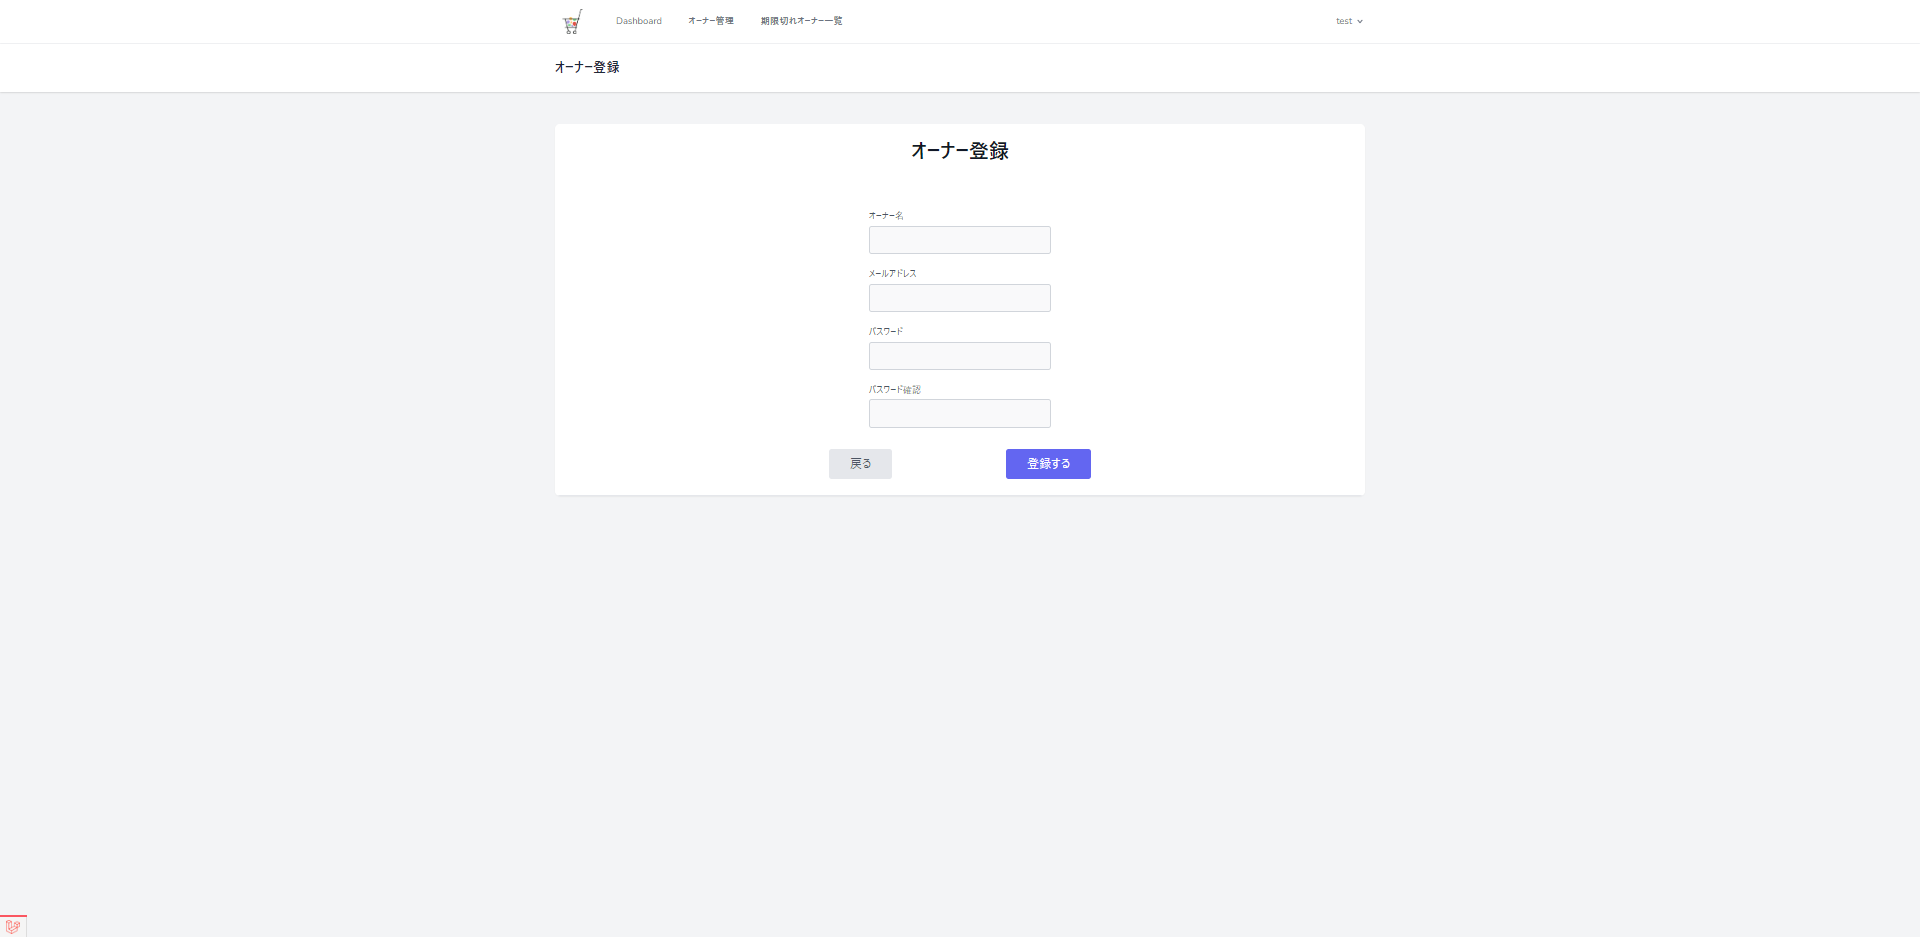 Dashboard オーナー管理 期限切れオーナー一覧 test
オーナー登録
オーナー登録
オーナー名
メールアドレス
パスワード
パスワード確認
戻る 登録する